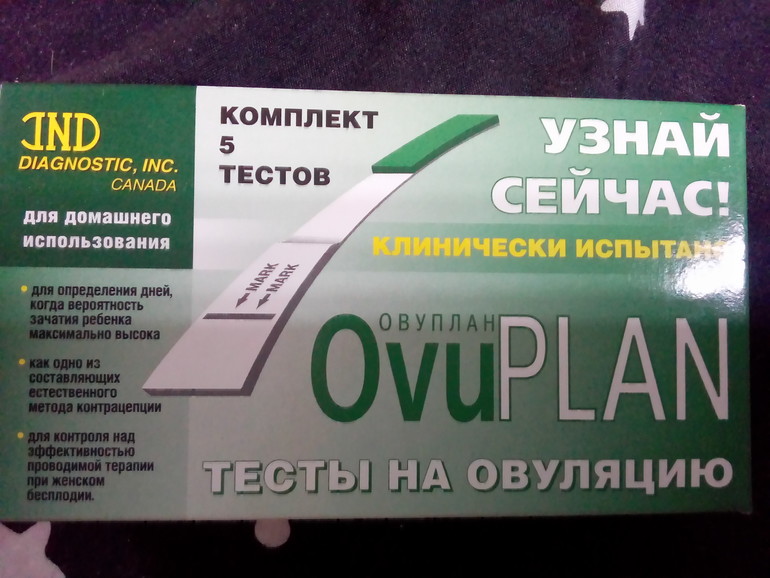 IND
DIAGNOSTIC, INC.
CANADA
для домашнего
использования
• для определения дней,
когда вероятность
зачатия ребенка
максимально высока
• как одно из
составляющих
естественного
метода контрацепции
• для контроля над
эффективностью
проводимой терапии
при женском
бесплодии.
КОМПЛЕКТ
5
ТЕСТОВ
MARK
MARK
УЗНАЙ
СЕЙЧАС!
КЛИНИЧЕСКИ ИСПЫТАНО
ОВУПЛАН
OvuPLAN
ТЕСТЫ НА ОВУЛЯЦИЮ